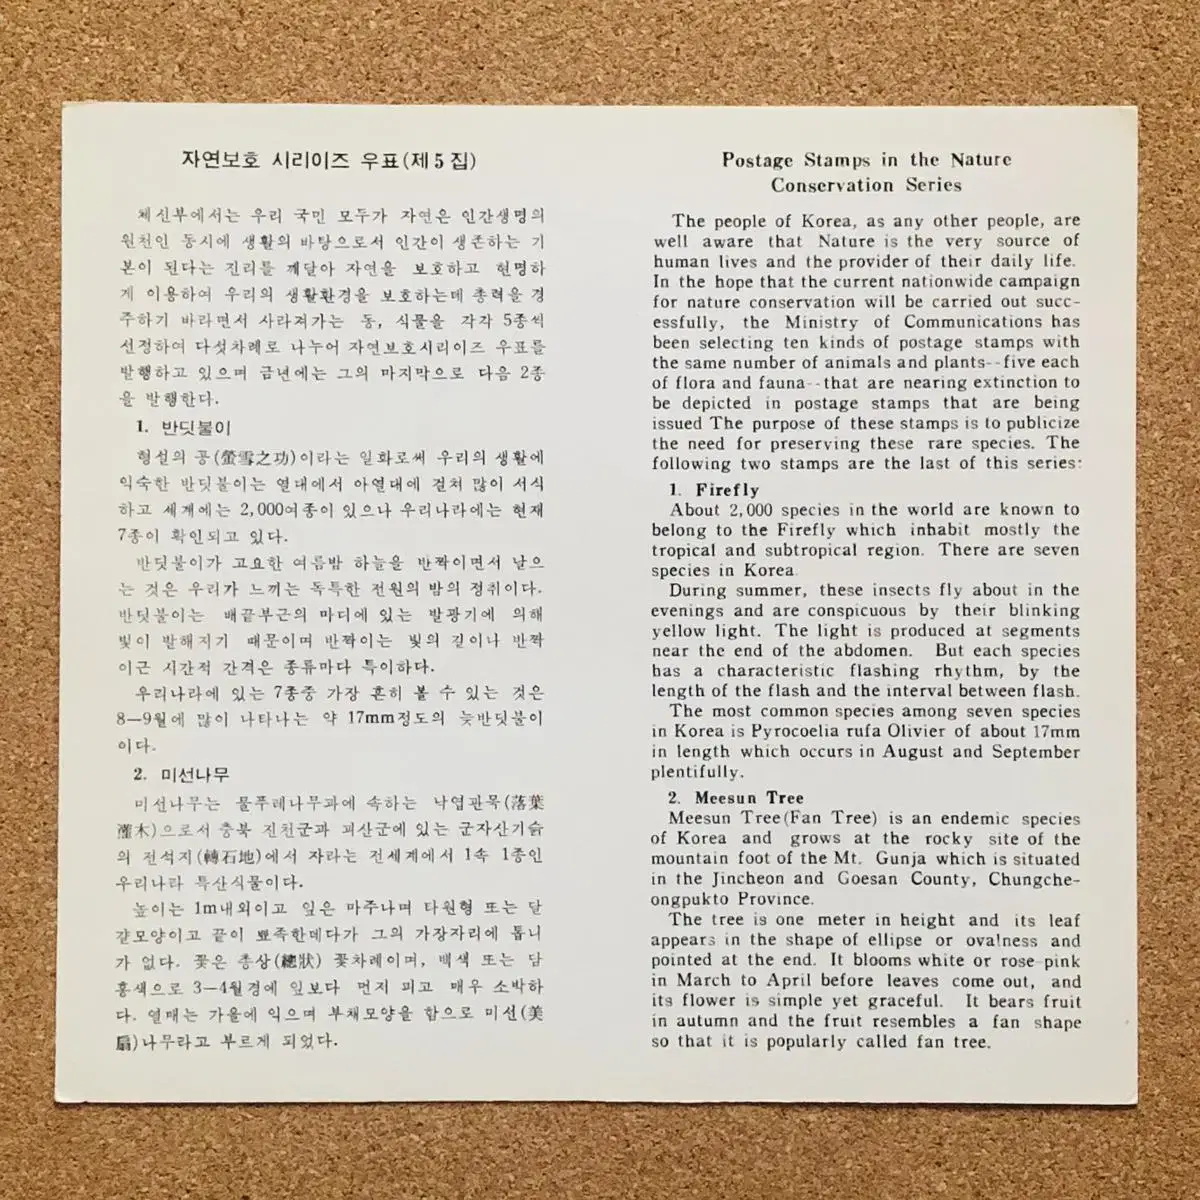 자연보호 시리이즈 우표(제5집)
체신부에서는 우리 국민 모두가 자연은 인간생명의
원천인 동시에 생활의 바탕으로서 인간이 생존하는 기
본이 된다는 진리를 깨달아 자연을 보호하고 현명하
게 이용하여 우리의 생활환경을 보호하는데 총력을 경
주하기 바라면서 사라져가는 동, 식물을 각각 5종씩
선정하여 다섯차례로 나누어 자연보호시리이즈 우표를
발행하고 있으며 금년에는 그의 마지막으로 다음 2종
을 발행한다.
1. 반딧불이
형설의 공(螢雪之功)이라는 일화로써 우리의 생활에
익숙한 반딧불이는 열대에서 아열대에 걸쳐 많이 서식
하고 세계에는 2,000여종이 있으나 우리나라에는 현재
7종이 확인되고 있다.
반딧불이가 고요한 여름밤 하늘을 반짝이면서 날으
는 것은 우리가 느끼는 독특한 전원의 밤의 정취이다.
반딧불이는 배끝부근의 마디에 있는 발광기에 의해
빛이 발해지기 때문이며 반짝이는 빛의 길이나 반짝
이근 시간적 간격은 종류마다 특이하다.
우리나라에 있는 7종중 가장 흔히 볼 수 있는 것은
8—9월에 많이 나타나는 약 17mm정도의 늦반딧불이
이다.
2. 미선나무
미선나무는 물푸레나무과에 속하는 낙엽관목(落葉
灌木)으로서 충북 진천군과 괴산군에 있는 군자산기슭
의 전석지(轉石地)에서 자라는 전세계에서 1속 1종인
우리나라 특산식물이다.
높이는 1m내외이고 잎은 마주나며 타원형 또는 달
걀모양이고 끝이 뾰족한데다가 그의 가장자리에 톱니
가 없다. 꽃은 총상(總狀) 꽃차례이며, 백색 또는 담
홍색으로 3—4월경에 잎보다 먼저 피고 매우 소박하
다. 열매는 가을에 익으며 부채모양을 함으로 미선(美
扇)나무라고 부르게 되었다.
Postage Stamps in the Nature
Conservation Series
The people of Korea, as any other people, are
well aware that Nature is the very source of
human lives and the provider of their daily life.
In the hope that the current nationwide campaign
for nature conservation will be carried out succ-
essfully, the Ministry of Communications has
been selecting ten kinds of postage stamps with
the same number of animals and plants--five each
of flora and fauna--that are nearing extinction to
be depicted in postage stamps that are being
issued The purpose of these stamps is to publicize
the need for preserving these rare species. The
following two stamps are the last of this series:
1. Firefly
About 2,000 species in the world are known to
belong to the Firefly which inhabit mostly the
tropical and subtropical region. There are seven
species in Korea
During summer, these insects fly about in the
evenings and are conspicuous by their blinking
yellow light. The light is produced at segments
near the end of the abdomen. But each species
has a characteristic flashing rhythm, by the
length of the flash and the interval between flash.
The most common species among seven species
in Korea is Pyrocoelia rufa Olivier of about 17mm
in length which occurs in August and September
plentifully.
2. Meesun Tree
Meesun Tree(Fan Tree) is an endemic species
of Korea and grows at the rocky site of the
mountain foot of the Mt. Gunja which is situated
in the Jincheon and Goesan County, Chungche-
ongpukto Province.
The tree is one meter in height and its leaf
appears in the shape of ellipse or ovalness and
pointed at the end. It blooms white or rose pink
in March to April before leaves come out, and
its flower is simple yet graceful. It bears fruit
in autumn and the fruit resembles a fan shape
so that it is popularly called fan tree.